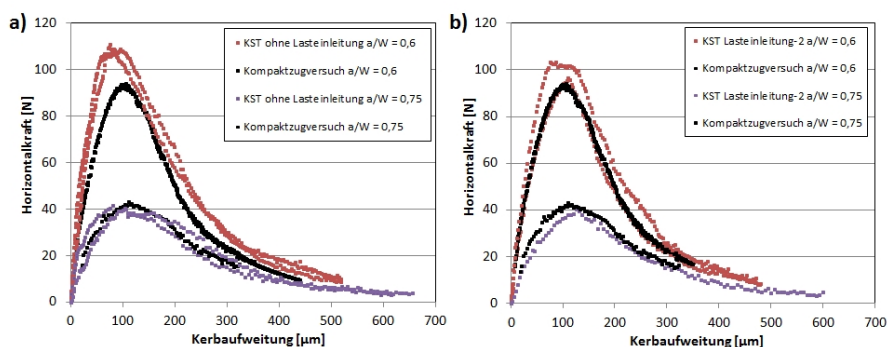 a)
KST ohne Lasteinleitung a/W = 0,6
Kompaktzugversuch a/W = 0,6
KST ohne Lasteinleitung a/W = 0,75
Kompaktzugversuch a/W = 0,75
Horizontalkraft [N]
120
100
80
60
40
20
0
0 100 200 300 400 500 600 700
Kerbaufweitung [µm]
b)
KST Lasteinleitung-2 a/W = 0,6
Kompaktzugversuch a/W = 0,6
KST Lasteinleitung-2 a/W = 0,75
Kompaktzugversuch a/W = 0,75
Horizontalkraft [N]
120
100
80
60
40
20
0
0 100 200 300 400 500 600 700
Kerbaufweitung [µm]